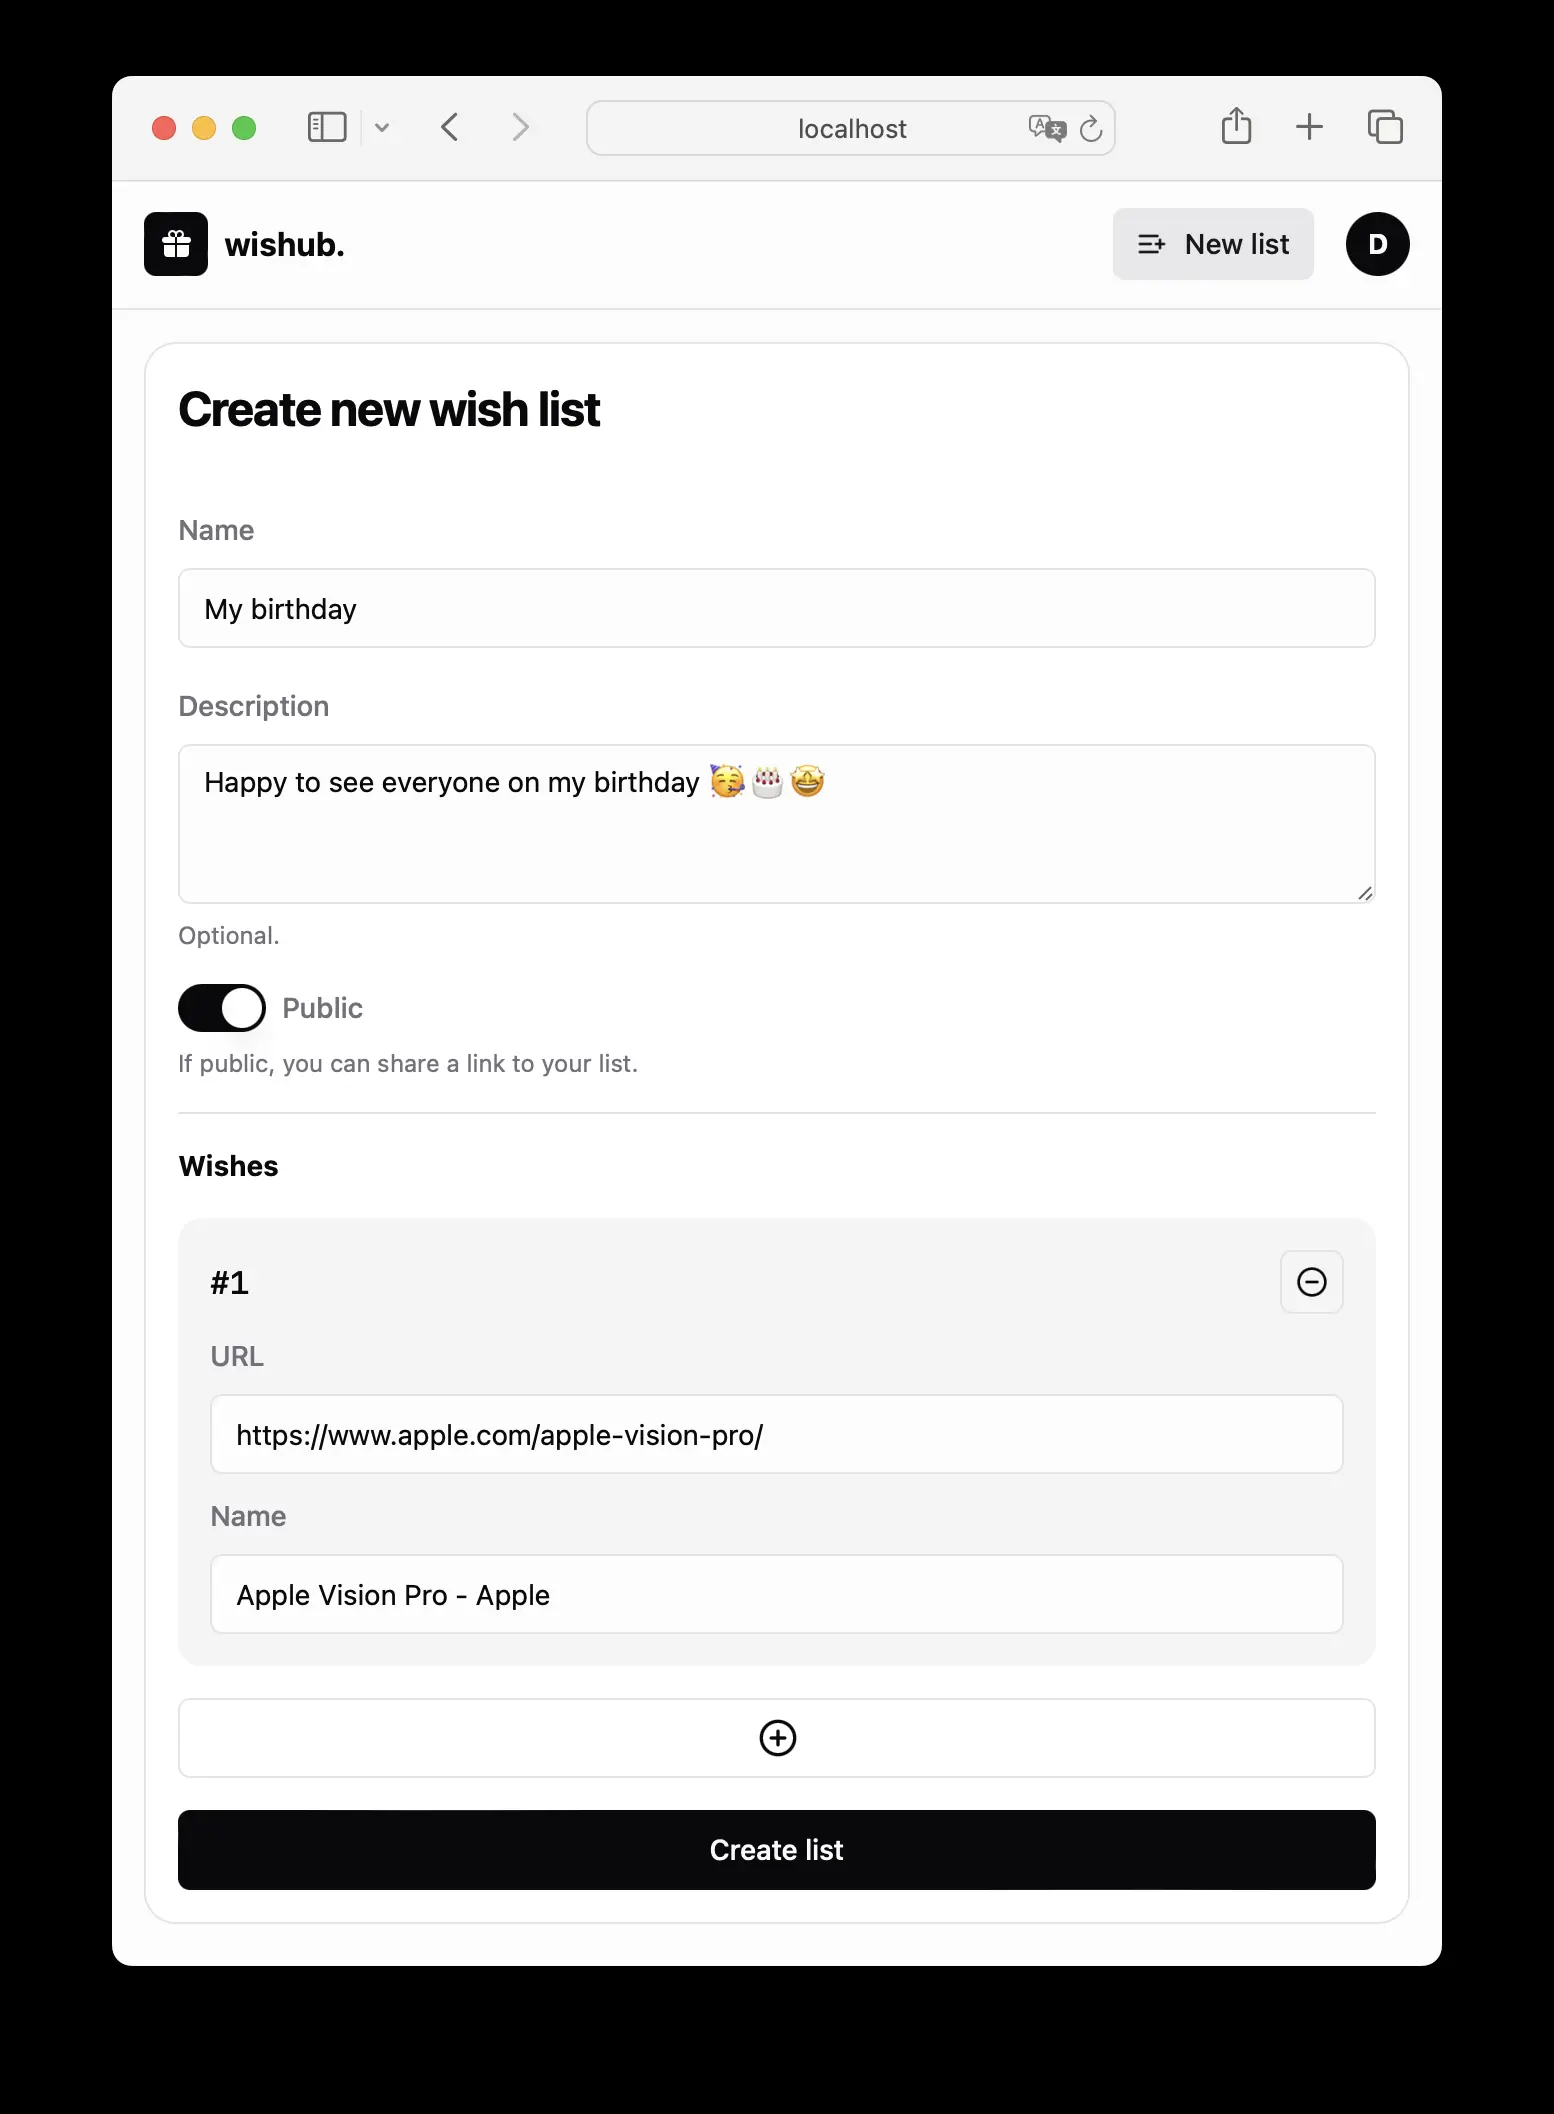 localhost
wishub.
New list
D
Create new wish list
Name
My birthday
Description
Happy to see everyone on my birthday 🥳🎂🤩
Optional.
Public
If public, you can share a link to your list.
Wishes
#1
URL
https://www.apple.com/apple-vision-pro/
Name
Apple Vision Pro - Apple
Create list